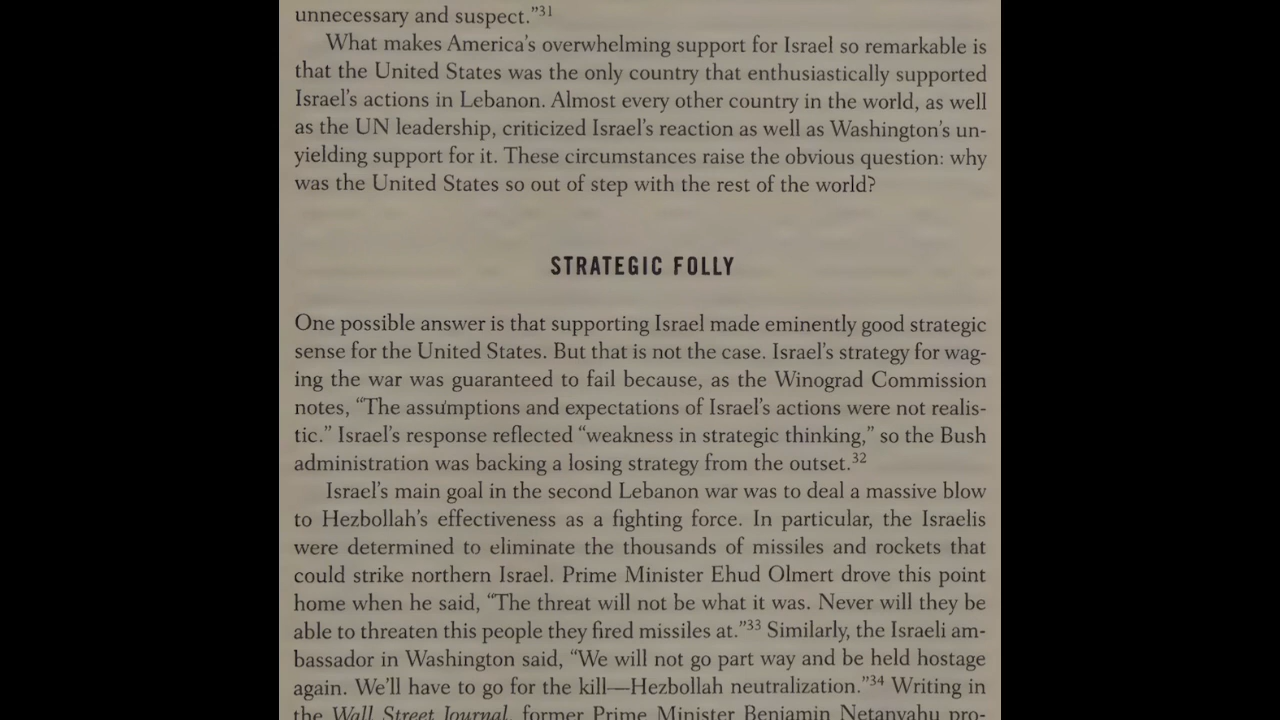 unnecessary and suspect.”31
What makes America’s overwhelming support for Israel so remarkable is
that the United States was the only country that enthusiastically supported
Israel’s actions in Lebanon. Almost every other country in the world, as well
as the UN leadership, criticized Israel’s reaction as well as Washington’s un-
yielding support for it. These circumstances raise the obvious question: why
was the United States so out of step with the rest of the world?
STRATEGIC FOLLY
One possible answer is that supporting Israel made eminently good strategic
sense for the United States. But that is not the case. Israel’s strategy for wag-
ing the war was guaranteed to fail because, as the Winograd Commission
notes, “The assumptions and expectations of Israel’s actions were not realis-
tic.” Israel’s response reflected “weakness in strategic thinking,” so the Bush
administration was backing a losing strategy from the outset.32
Israel’s main goal in the second Lebanon war was to deal a massive blow
to Hezbollah’s effectiveness as a fighting force. In particular, the Israelis
were determined to eliminate the thousands of missiles and rockets that
could strike northern Israel. Prime Minister Ehud Olmert drove this point
home when he said, “The threat will not be what it was. Never will they be
able to threaten this people they fired missiles at.”33 Similarly, the Israeli am-
bassador in Washington said, “We will not go part way and be held hostage
again. We’ll have to go for the kill—Hezbollah neutralization.”34 Writing in
the Wall Street Journal, former Prime Minister Benjamin Netanyahu pro-